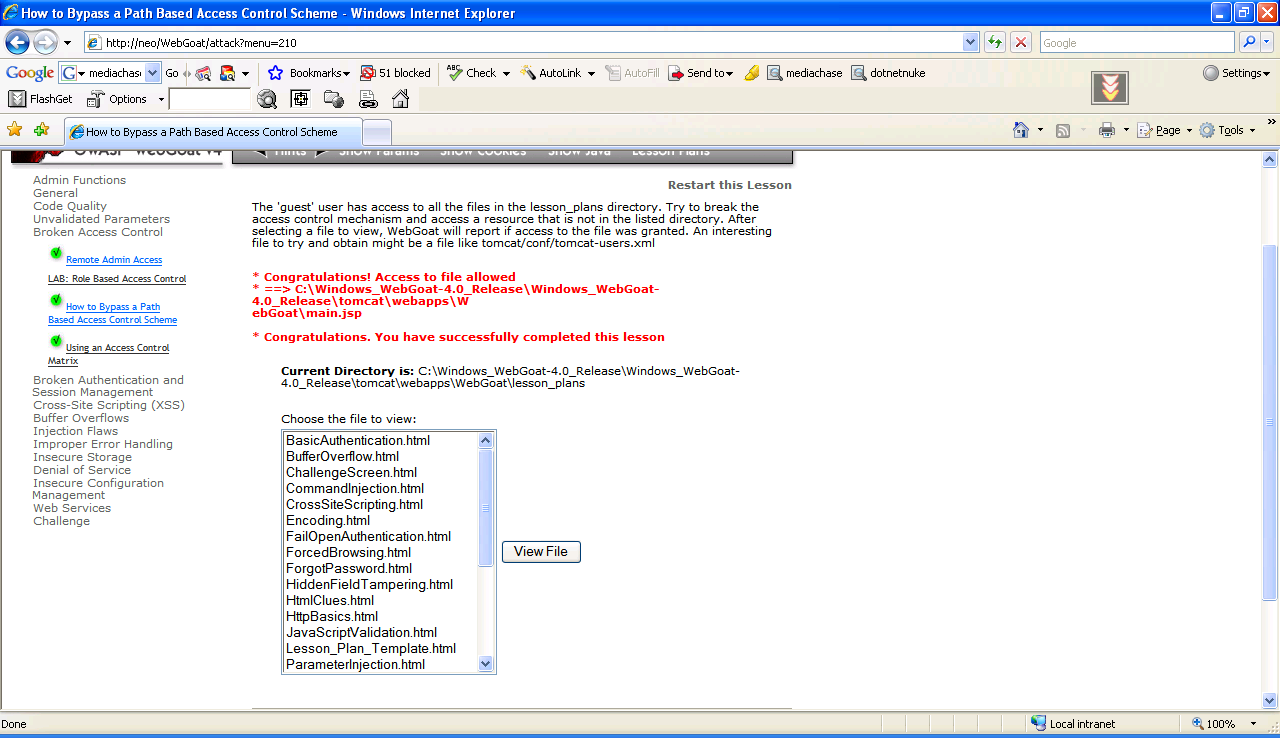 How to Bypass a Path Based Access Control Scheme - Windows Internet Explorer
http://neo/WebGoat/attack?menu=210
Google
Google
G
mediachas
Go
Bookmarks
51 blocked
ABC
Check
AutoLink
AutoFill
Send to
mediachase
dotnetnuke
Settings
FlashGet
Options
How to Bypass a Path Based Access Control Scheme
Page
Tools
OWASP WebGoat V4
Hints
Show Params
Show Cookies
Show Java
Lesson Plans
Admin Functions
General
Code Quality
Unvalidated Parameters
Broken Access Control
Remote Admin Access
LAB: Role Based Access Control
How to Bypass a Path
Based Access Control Scheme
Using an Access Control
Matrix
Broken Authentication and
Session Management
Cross-Site Scripting (XSS)
Buffer Overflows
Injection Flaws
Improper Error Handling
Insecure Storage
Denial of Service
Insecure Configuration
Management
Web Services
Challenge
Restart this Lesson
The 'guest' user has access to all the files in the lesson_plans directory. Try to break the
access control mechanism and access a resource that is not in the listed directory. After
selecting a file to view, WebGoat will report if access to the file was granted. An interesting
file to try and obtain might be a file like tomcat/conf/tomcat-users.xml
* Congratulations! Access to file allowed
* ==> C:\Windows_WebGoat-4.0_Release\Windows_WebGoat-
4.0_Release\tomcat\webapps\W
ebGoat\main.jsp
* Congratulations. You have successfully completed this lesson
Current Directory is: C:\Windows_WebGoat-4.0_Release\Windows_WebGoat-
4.0_Release\tomcat\webapps\WebGoat\lesson_plans
Choose the file to view:
BasicAuthentication.html
BufferOverflow.html
ChallengeScreen.html
CommandInjection.html
CrossSiteScripting.html
Encoding.html
FailOpenAuthentication.html
ForcedBrowsing.html
ForgotPassword.html
HiddenFieldTampering.html
HtmlClues.html
HttpBasics.html
JavaScriptValidation.html
Lesson_Plan_Template.html
ParameterInjection.html
View File
Done
Local intranet
100%